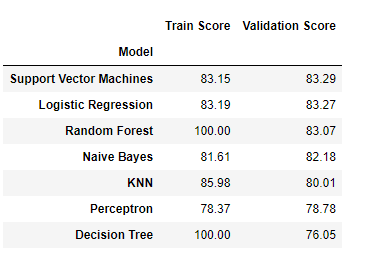 Train Score Validation Score
Model
Support Vector Machines 83.15 83.29
Logistic Regression 83.19 83.27
Random Forest 100.00 83.07
Naive Bayes 81.61 82.18
KNN 85.98 80.01
Perceptron 78.37 78.78
Decision Tree 100.00 76.05